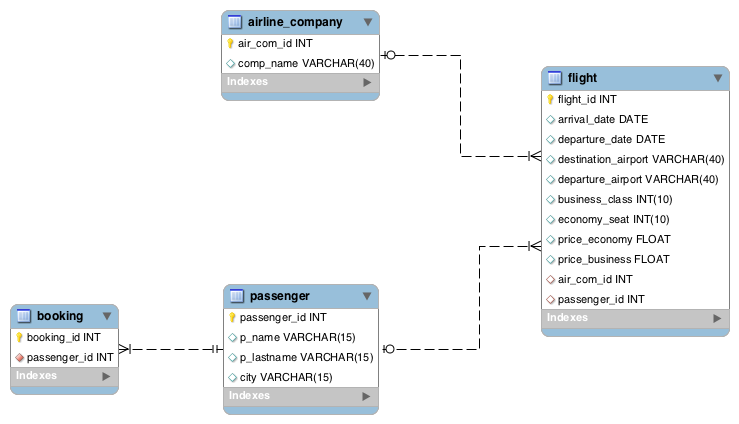 airline_company
air_com_id INT
comp_name VARCHAR(40)
Indexes
flight
flight_id INT
arrival_date DATE
departure_date DATE
destination_airport VARCHAR(40)
departure_airport VARCHAR(40)
business_class INT(10)
economy_seat INT(10)
price_economy FLOAT
price_business FLOAT
air_com_id INT
passenger_id INT
Indexes
booking
booking_id INT
passenger_id INT
Indexes
passenger
passenger_id INT
p_name VARCHAR(15)
p_lastname VARCHAR(15)
city VARCHAR(15)
Indexes